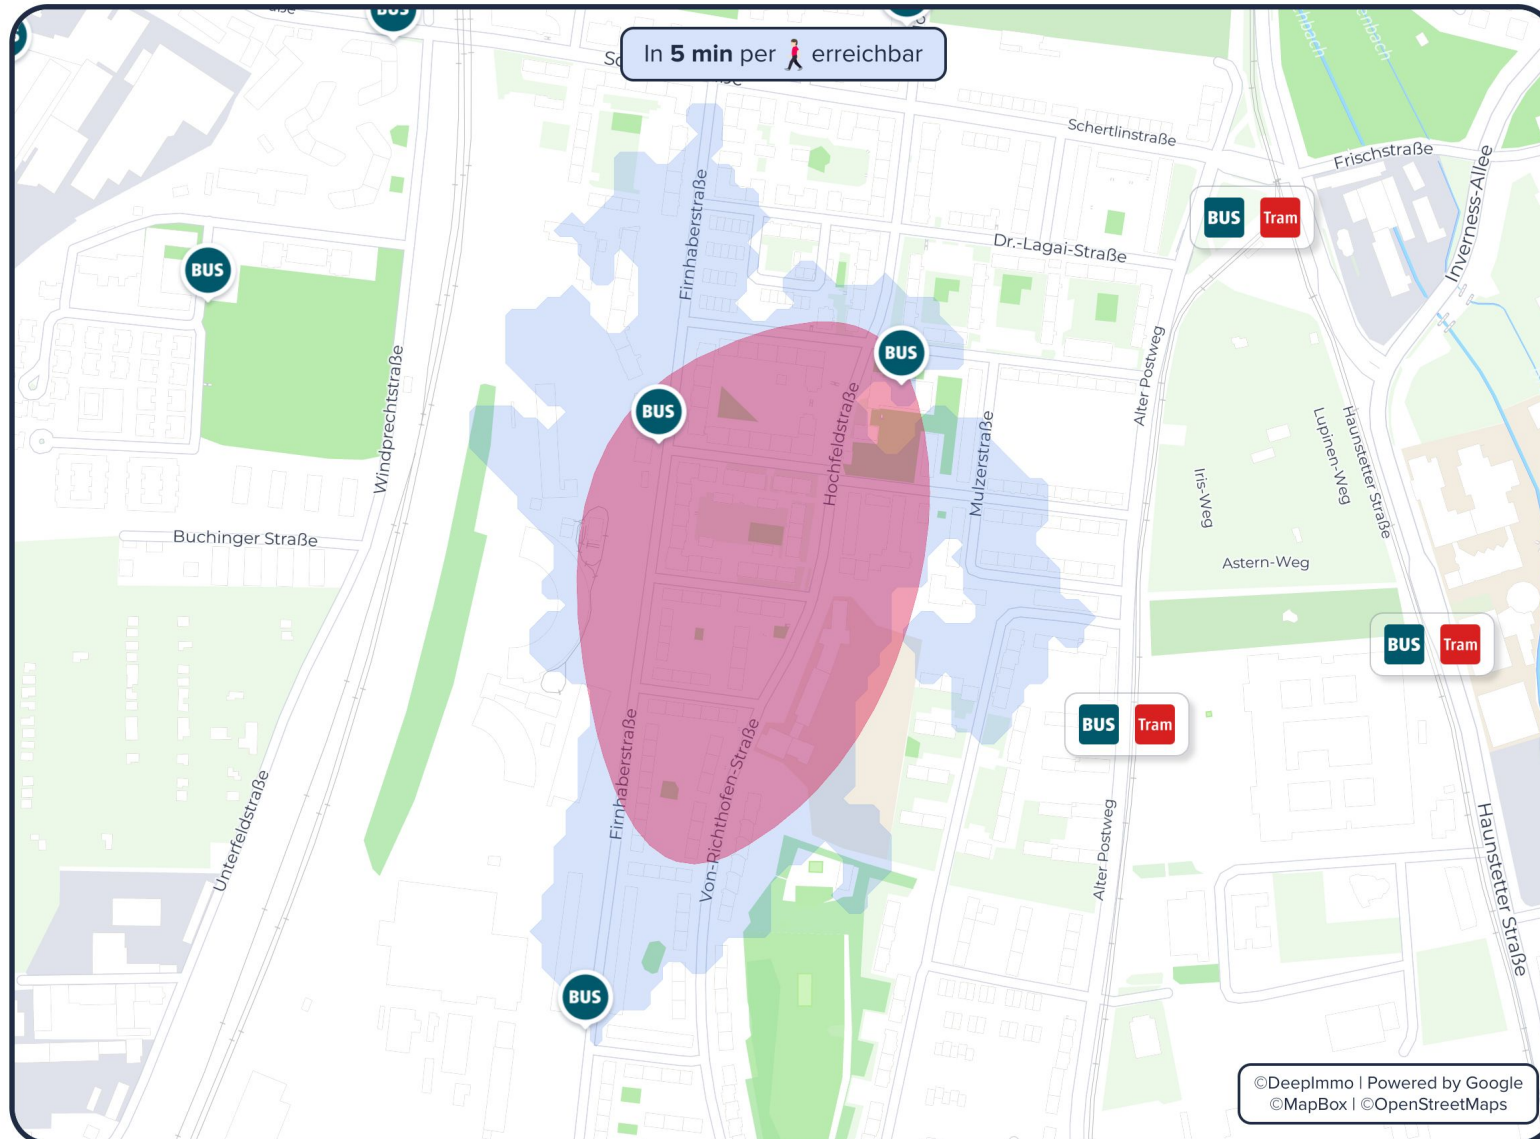 BUS
In 5 min per erreichbar
Schertlinstraße
Frischstraße
Inverness-Allee
Firnhaberstraße
BUS Tram
Dr.-Lagai-Straße
BUS
BUS
BUS
Windprechtstraße
Hochfeldstraße
Mulzerstraße
Alter Postweg
Iris-Weg
Lupinen-Weg
Haunstetter Straße
Buchinger Straße
Astern-Weg
BUS Tram
BUS Tram
Firnhaberstraße
Von-Richthofen-Straße
Unterfeldstraße
Alter Postweg
Haunstetter Straße
BUS
©DeepImmo | Powered by Google
©MapBox | ©OpenStreetMaps